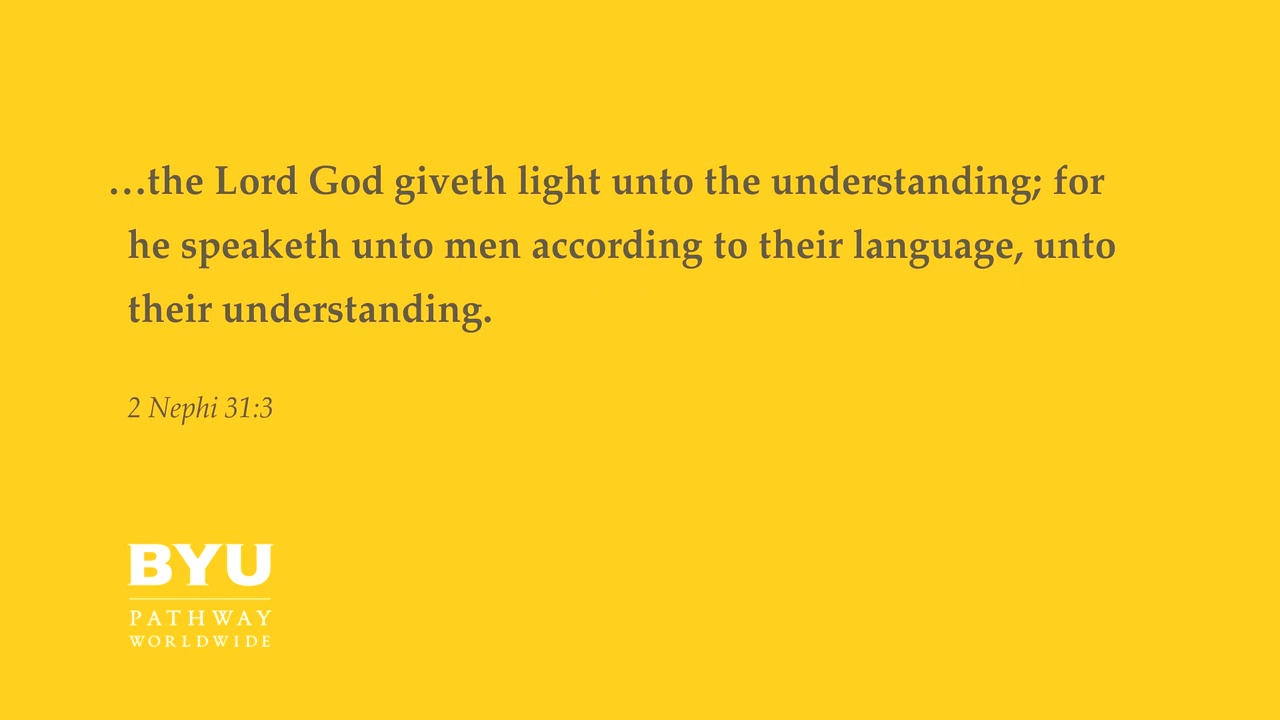 …the Lord God giveth light unto the understanding; for
he speaketh unto men according to their language, unto
their understanding.
2 Nephi 31:3
BYU
PATHWAY
WORLDWIDE